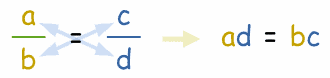 a/b = c/d ad = bc